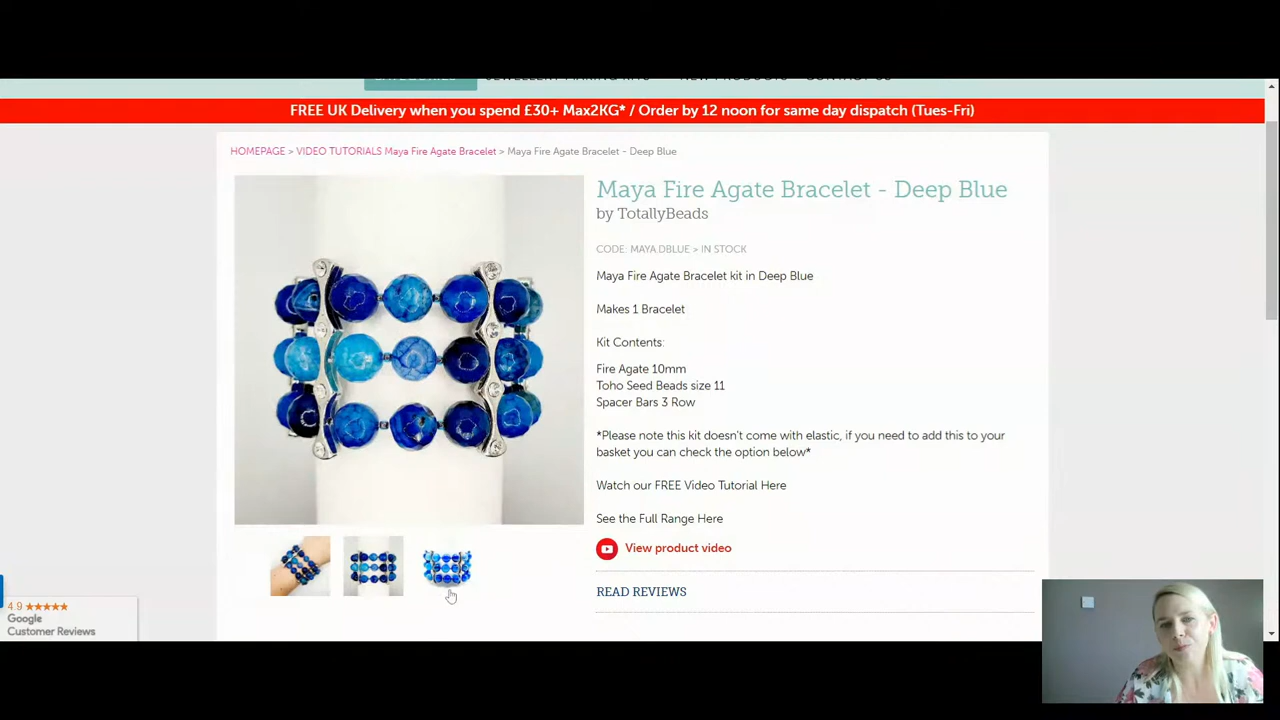 FREE UK Delivery when you spend £30+ Max2KG* / Order by 12 noon for same day dispatch (Tues-Fri)
HOMEPAGE > VIDEO TUTORIALS Maya Fire Agate Bracelet > Maya Fire Agate Bracelet - Deep Blue
Maya Fire Agate Bracelet - Deep Blue
by TotallyBeads
CODE: MAYA.DBLUE > IN STOCK
Maya Fire Agate Bracelet kit in Deep Blue
Makes 1 Bracelet
Kit Contents:
Fire Agate 10mm
Toho Seed Beads size 11
Spacer Bars 3 Row
*Please note this kit doesn't come with elastic, if you need to add this to your
basket you can check the option below*
Watch our FREE Video Tutorial Here
See the Full Range Here
View product video
READ REVIEWS
4.9
Google
Customer Reviews